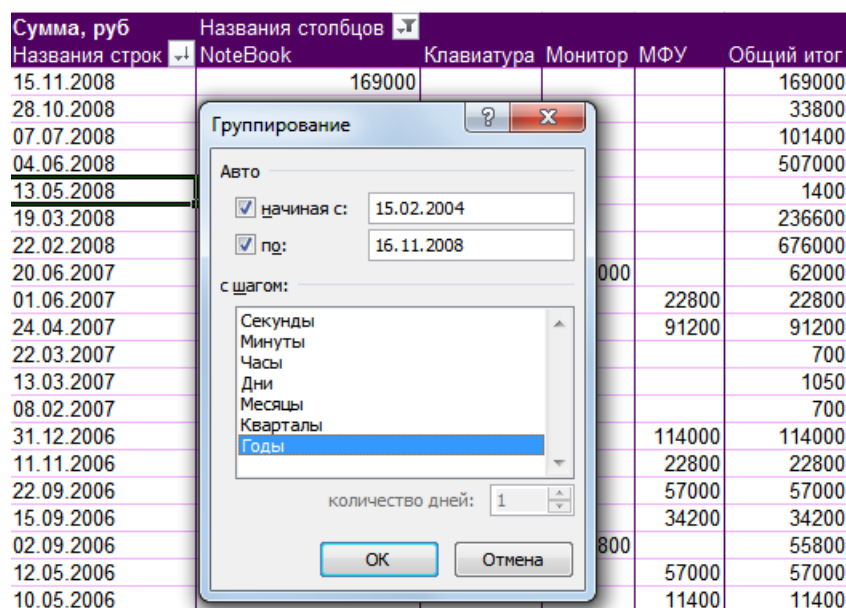 Сумма, руб Названия столбцов
Названия строк NoteBook Клавиатура Монитор МФУ Общий итог
15.11.2008 169000 169000
28.10.2008 33800
07.07.2008 101400
04.06.2008 507000
13.05.2008 1400
19.03.2008 236600
22.02.2008 676000
20.06.2007 000 62000
01.06.2007 22800 22800
24.04.2007 91200 91200
22.03.2007 700
13.03.2007 1050
08.02.2007 700
31.12.2006 114000 114000
11.11.2006 22800 22800
22.09.2006 57000 57000
15.09.2006 34200 34200
02.09.2006 800 55800
12.05.2006 57000 57000
10.05.2006 11400 11400
Группирование ?
Авто
начиная с: 15.02.2004
по: 16.11.2008
с шагом:
Секунды
Минуты
Часы
Дни
Месяцы
Кварталы
Годы
количество дней: 1
ОК Отмена